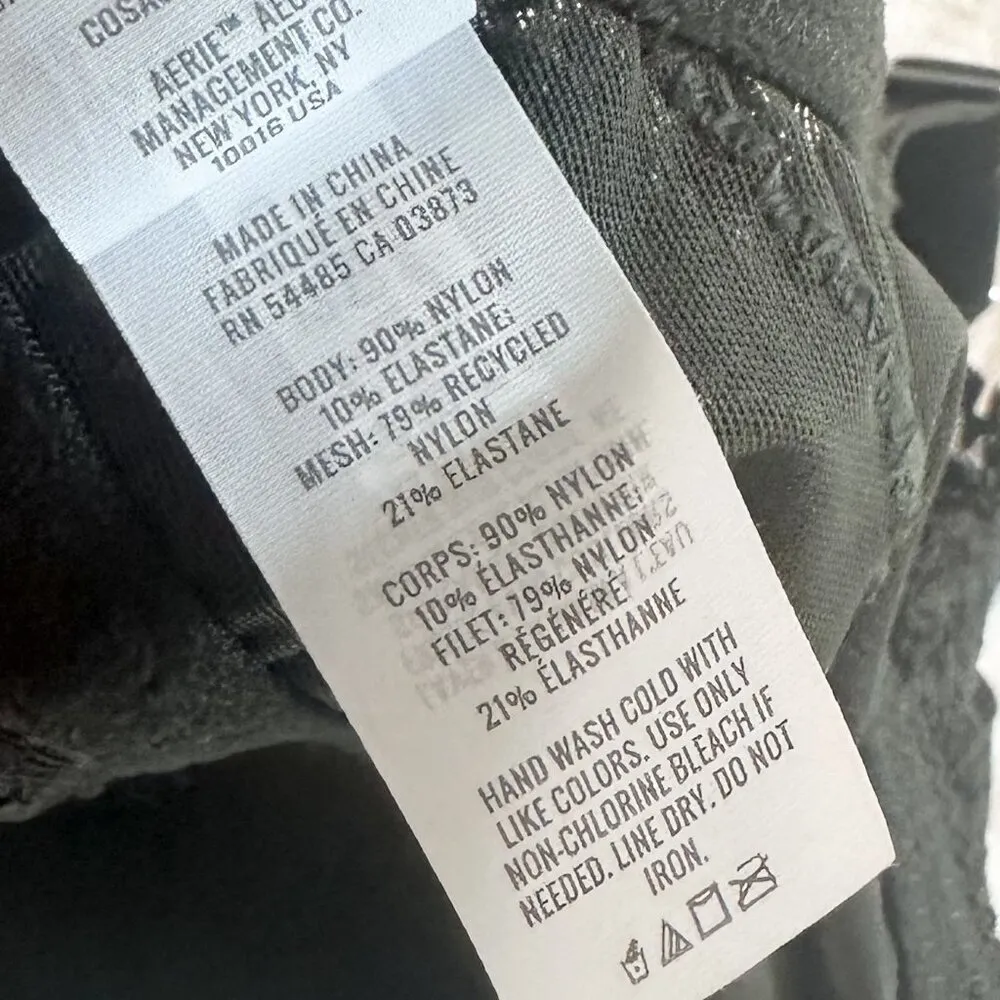 AERIE™
MANAGEMENT CO.
NEW YORK, NY
10016 USA
MADE IN CHINA
FABRIQUÉ EN CHINE
RN 54485 CA 03873
BODY: 90% NYLON
10% ELASTANE;
MESH: 79% RECYCLED
NYLON
21% ELASTANE
CORPS: 90% NYLON
10% ÉLASTHANNE;
FILET: 79% NYLON
RÉGÉNÉRÉ
21% ÉLASTHANNE
HAND WASH COLD WITH
LIKE COLORS. USE ONLY
NON-CHLORINE BLEACH IF
NEEDED. LINE DRY. DO NOT
IRON.